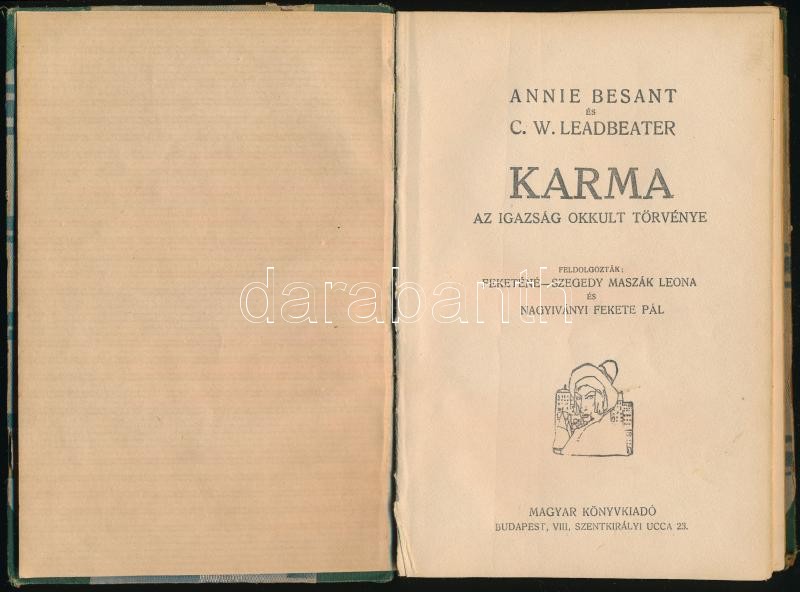 ANNIE BESANT
ÉS
C. W. LEADBEATER
KARMA
AZ IGAZSÁG OKKULT TÖRVÉNYE
FELDOLGOZTÁK:
FEKETÉNÉ—SZEGEDY MASZÁK LEONA
ÉS
NAGYIVÁNYI FEKETE PÁL
darabanth
MAGYAR KÖNYVKIADÓ
BUDAPEST, VIII, SZENTKIRÁLYI UCCA 23.